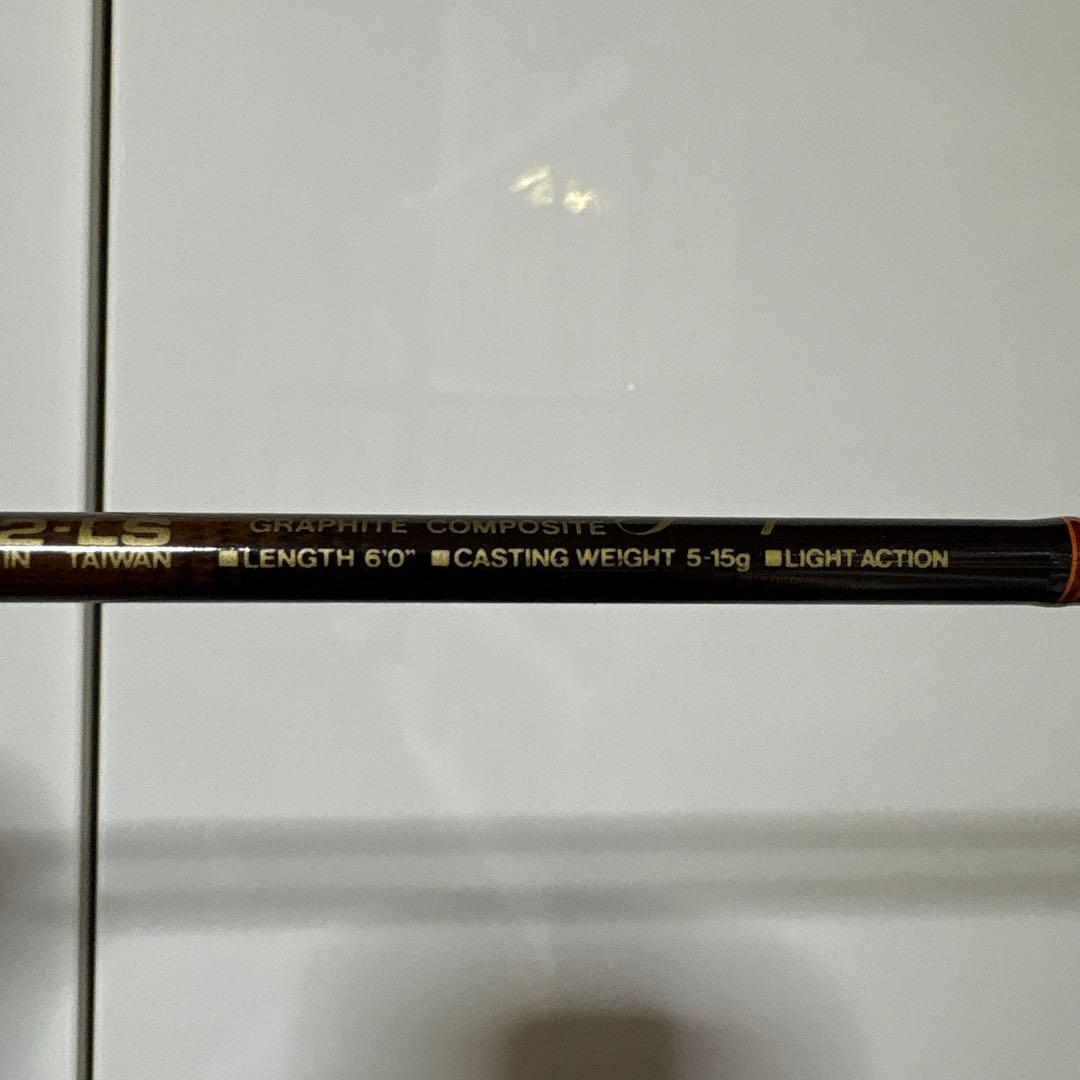 2-LS GRAPHITE COMPOSITE
IN TAIWAN ■LENGTH 6'0" ■CASTING WEIGHT 5-15g ■LIGHT ACTION